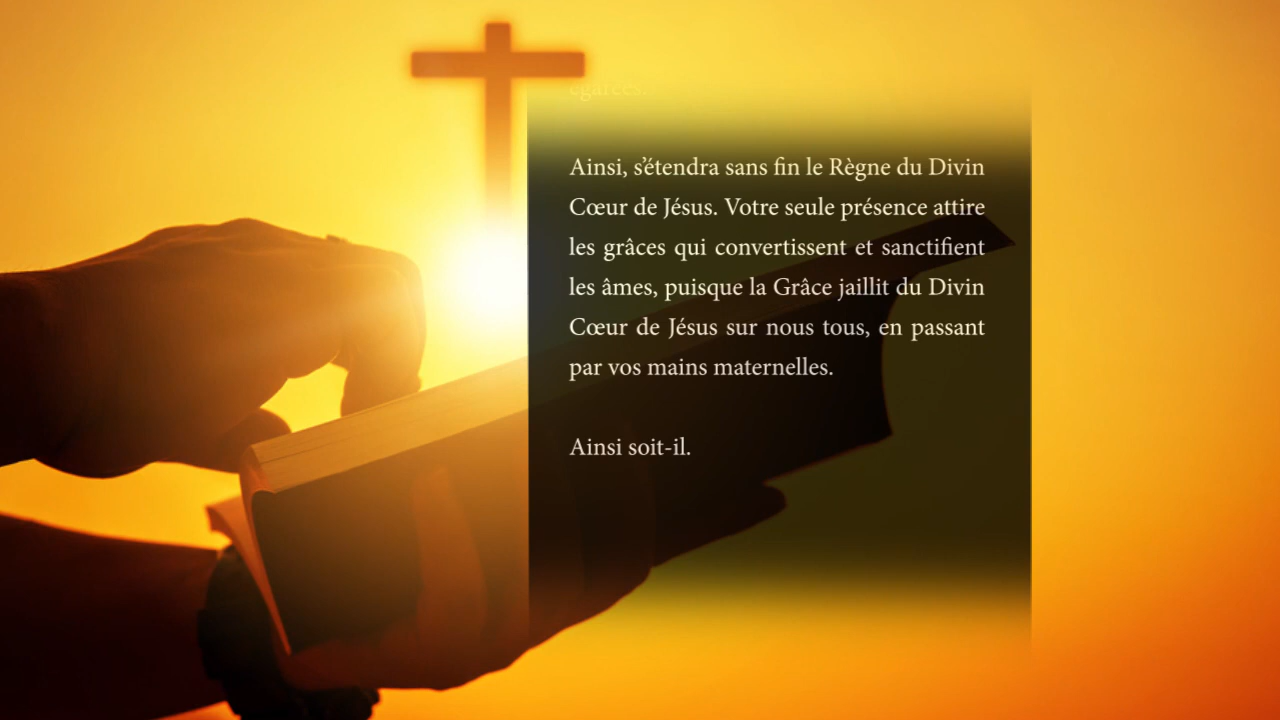 égarées.
Ainsi, s’étendra sans fin le Règne du Divin
Cœur de Jésus. Votre seule présence attire
les grâces qui convertissent et sanctifient
les âmes, puisque la Grâce jaillit du Divin
Cœur de Jésus sur nous tous, en passant
par vos mains maternelles.
Ainsi soit-il.